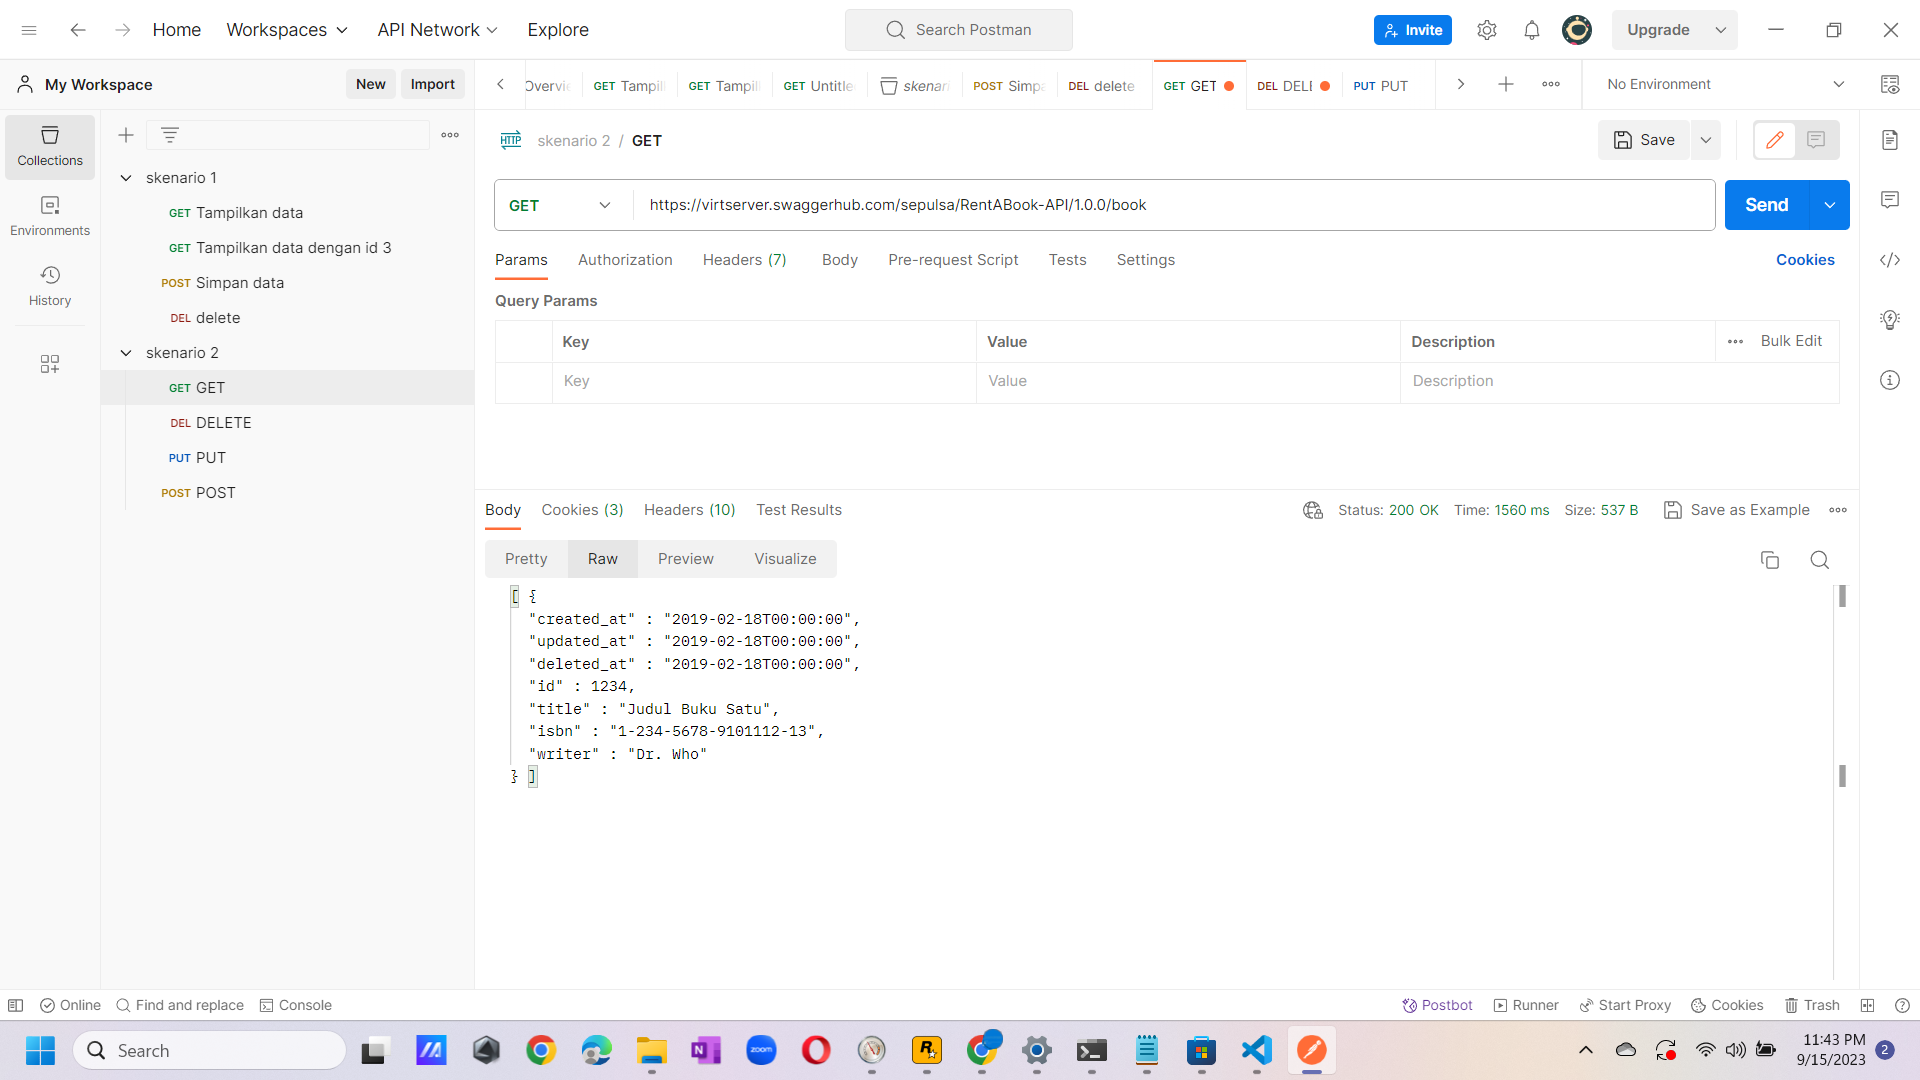 Home
Workspaces
API Network
Explore
Search Postman
Invite
Upgrade
My Workspace
New
Import
Overvie
GET Tampil
GET Tampil
GET Untitle
skenari
POST Simpa
DEL delete
GET GET
DEL DELE
PUT PUT
No Environment
Collections
Environments
History
skenario 1
GET Tampilkan data
GET Tampilkan data dengan id 3
POST Simpan data
DEL delete
skenario 2
GET GET
DEL DELETE
PUT PUT
POST POST
HTTP
skenario 2 / GET
Save
GET
https://virtserver.swaggerhub.com/sepulsa/RentABook-API/1.0.0/book
Send
Params
Authorization
Headers (7)
Body
Pre-request Script
Tests
Settings
Cookies
Query Params
Key
Value
Description
Bulk Edit
Key
Value
Description
Body
Cookies (3)
Headers (10)
Test Results
Status: 200 OK
Time: 1560 ms
Size: 537 B
Save as Example
Pretty
Raw
Preview
Visualize
[ {
"created_at" : "2019-02-18T00:00:00",
"updated_at" : "2019-02-18T00:00:00",
"deleted_at" : "2019-02-18T00:00:00",
"id" : 1234,
"title" : "Judul Buku Satu",
"isbn" : "1-234-5678-9101112-13",
"writer" : "Dr. Who"
} ]
Online
Find and replace
Console
Postbot
Runner
Start Proxy
Cookies
Trash
Search
zoom
11:43 PM
9/15/2023
2